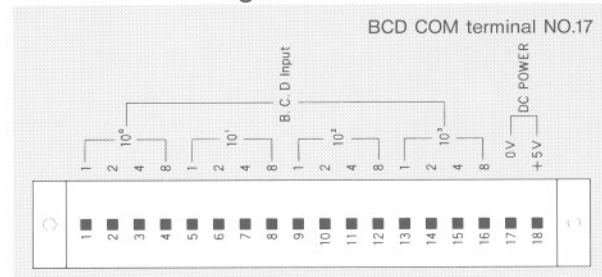 BCD COM terminal NO.17
DC POWER
B. C. D Input
10⁰ 10¹ 10² 10³
1 2 4 8 1 2 4 8 1 2 4 8 1 2 4 8 0V +5V
1 2 3 4 5 6 7 8 9 10 11 12 13 14 15 16 17 18